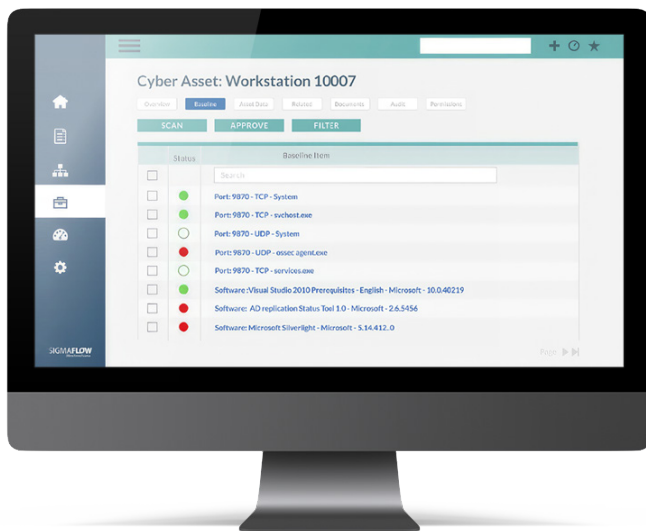 Cyber Asset: Workstation 10007
Overview Baseline Asset Data Related Documents Audit Permissions
SCAN APPROVE FILTER
Status Baseline Item
Search
Port: 9870 - TCP - System
Port: 9870 - TCP - svchost.exe
Port: 9870 - UDP - System
Port: 9870 - UDP - ossec agent.exe
Port: 9870 - TCP - services.exe
Software :Visual Studio 2010 Prerequisites - English - Microsoft - 10.0.40219
Software: AD replication Status Tool 1.0 - Microsoft - 2.6.5456
Software: Microsoft Silverlight - Microsoft - 5.14.412. 0
SIGMAFLOW
Page